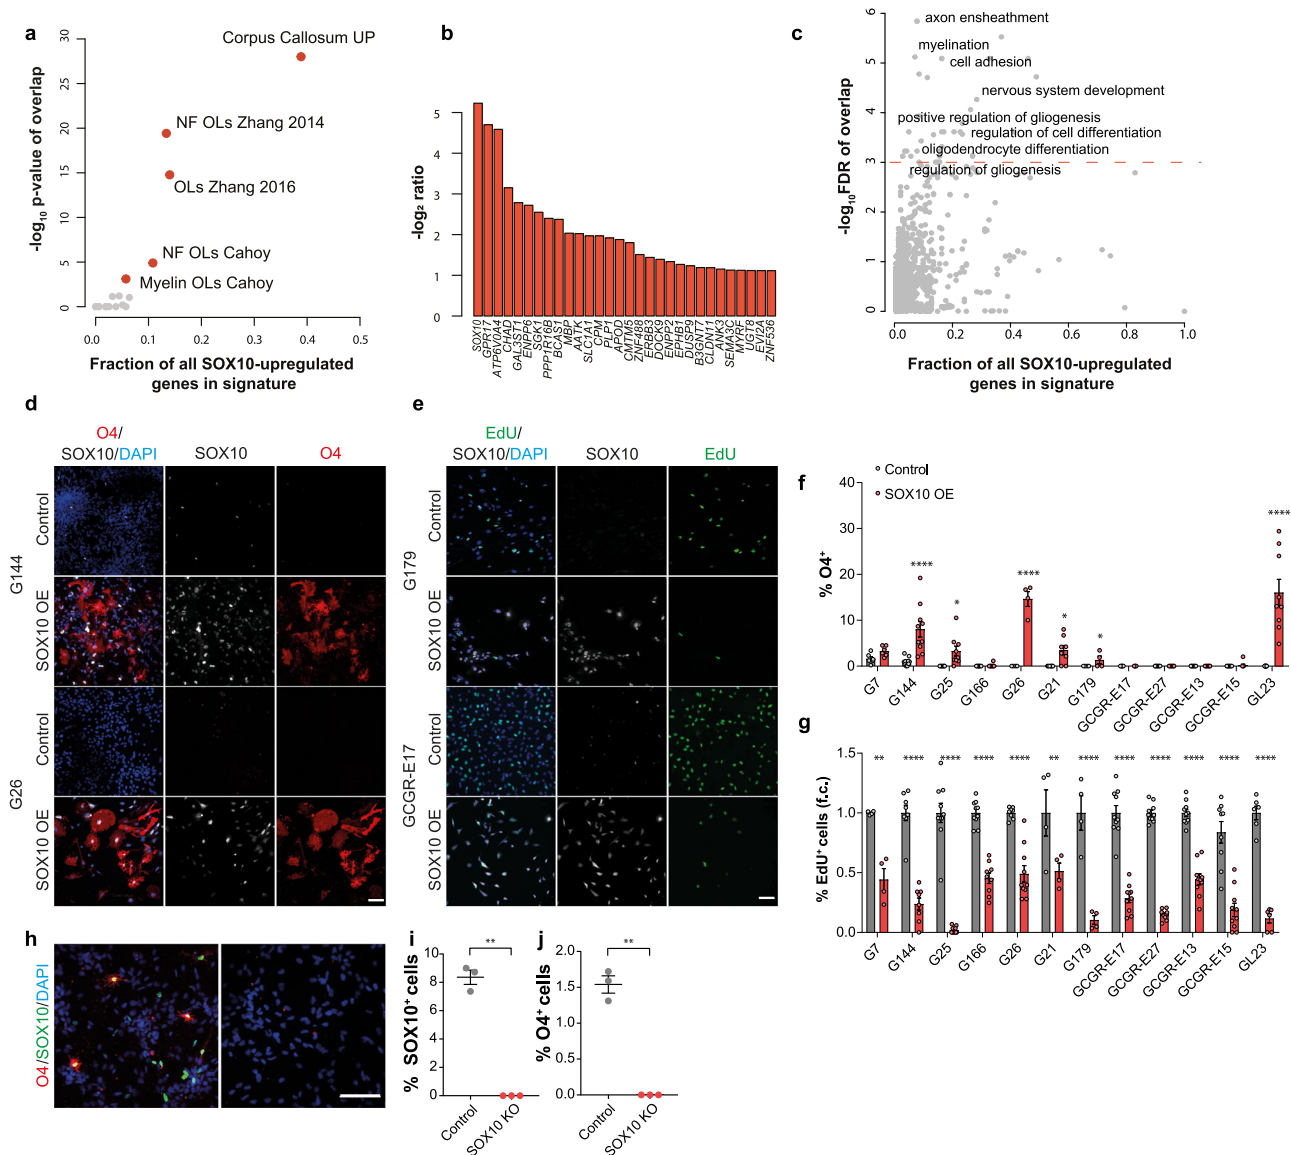 a
-log10 p-value of overlap
30
25
20
15
10
5
0
Corpus Callosum UP
NF OLs Zhang 2014
OLs Zhang 2016
NF OLs Cahoy
Myelin OLs Cahoy
0.0 0.1 0.2 0.3 0.4 0.5
Fraction of all SOX10-upregulated
genes in signature
b
-log2 ratio
5
4
3
2
1
0
SOX10
GPR17
ATP6V0A4
CHAD
GAL3ST1
ENPP6
SGK1
PPP1R16B
BCAS1
MBP
AATK
SLC1A1
CPM
PLP1
APOD
CMTM5
ZNF488
ERBB3
DOCK9
ENPP2
EPHB1
DUSP9
B3GNT7
CLDN11
ANK3
SEMA3C
MYRF
UGT8
EVI2A
ZNF536
c
-log10FDR of overlap
6
5
4
3
2
1
0
axon ensheathment
myelination
cell adhesion
nervous system development
positive regulation of gliogenesis
regulation of cell differentiation
oligodendrocyte differentiation
regulation of gliogenesis
0.0 0.2 0.4 0.6 0.8 1.0
Fraction of all SOX10-upregulated
genes in signature
d
O4/
SOX10/DAPI SOX10 O4
G144
Control
SOX10 OE
G26
Control
SOX10 OE
e
EdU/
SOX10/DAPI SOX10 EdU
G179
Control
SOX10 OE
GCGR-E17
Control
SOX10 OE
f
Control
SOX10 OE
% O4+
40
30
20
10
0
**** * **** * * ****
G7
G144
G25
G166
G26
G21
G179
GCGR-E17
GCGR-E27
GCGR-E13
GCGR-E15
GL23
g
% EdU+ cells (f.c.)
1.5
1.0
0.5
0.0
** **** **** **** **** ** **** **** **** **** **** ****
G7
G144
G25
G166
G26
G21
G179
GCGR-E17
GCGR-E27
GCGR-E13
GCGR-E15
GL23
h
O4/SOX10/DAPI
i
% SOX10+ cells
10
8
6
4
2
0
**
Control
SOX10 KO
j
% O4+ cells
2.0
1.5
1.0
0.5
0.0
**
Control
SOX10 KO